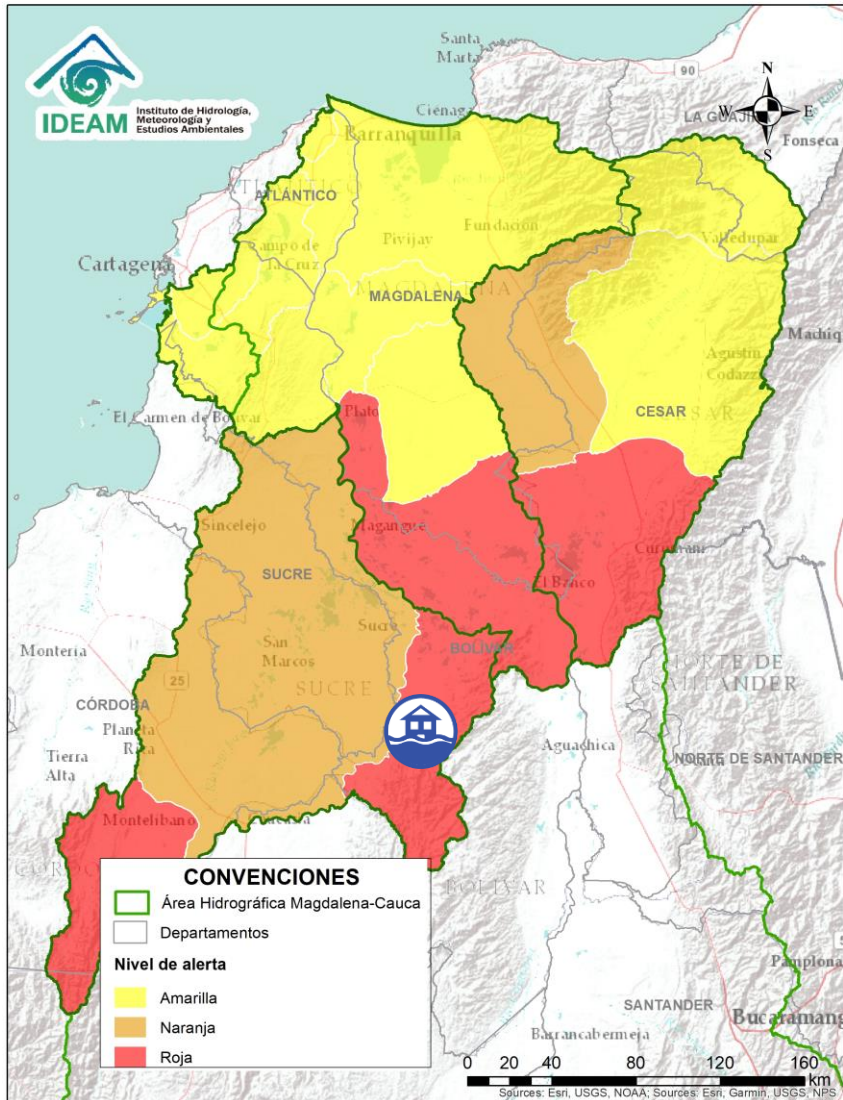 IDEAM
Instituto de Hidrología,
Meteorología y
Estudios Ambientales
Santa
Marta
90
N
W
E
S
Ciénaga
LA GUAJIRA
Fonseca
Barranquilla
ATLÁNTICO
Pivijay
Fundación
Valledupar
Cartagena
Campo de
la Cruz
MAGDALENA
MAGDALENA
Machiq
Agustín
Codazzi
El Carmen de Bolívar
Plato
CESAR
Sincelejo
Magangué
Curumaní
El Banco
SUCRE
Sucre
BOLÍVAR
Montería
San
Marcos
NORTE DE
SANTANDER
25
SUCRE
CÓRDOBA
Planeta
Rica
Aguachica
Tierra
Alta
NORTE DE SANTANDER
Montelíbano
BOLÍVAR
CONVENCIONES
Área Hidrográfica Magdalena-Cauca
Departamentos
Nivel de alerta
Amarilla
Naranja
Roja
Pamplona
SANTANDER
Bucaramang
Barrancabermeja
0 20 40 80 120 160
km
Sources: Esri, USGS, NOAA; Sources: Esri, Garmin, USGS, NPS